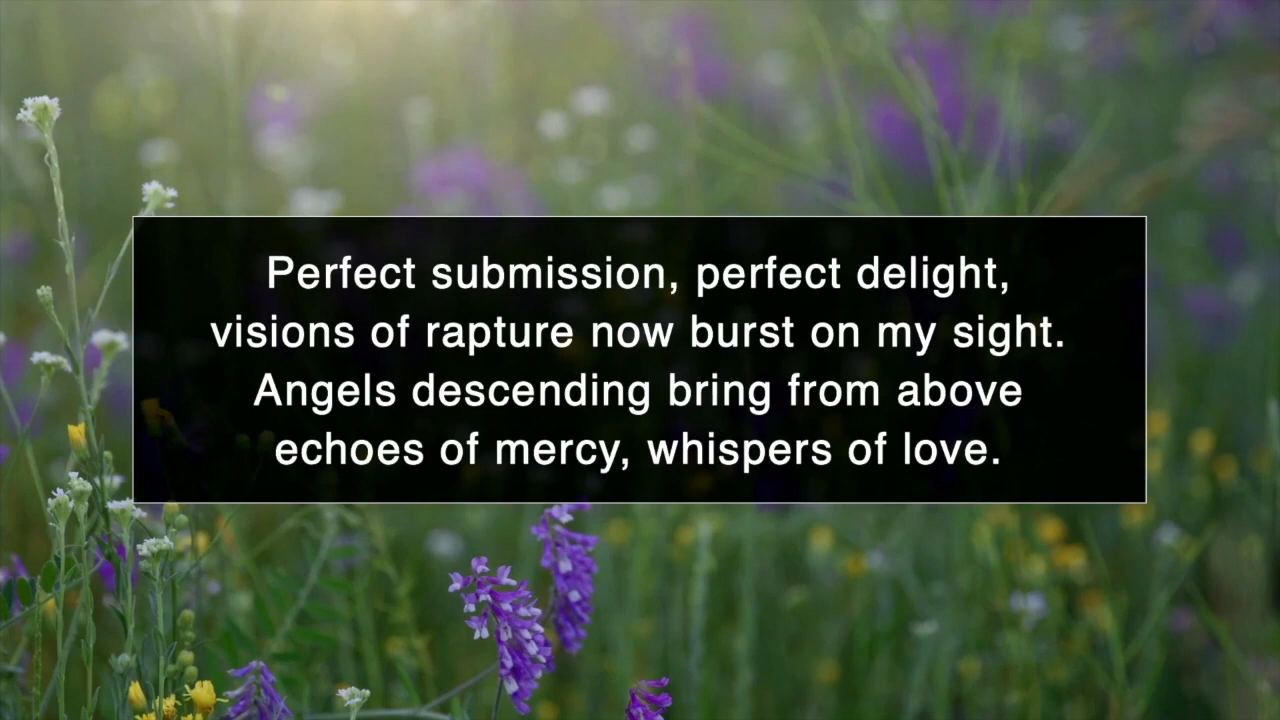 Perfect submission, perfect delight,
visions of rapture now burst on my sight.
Angels descending bring from above
echoes of mercy, whispers of love.